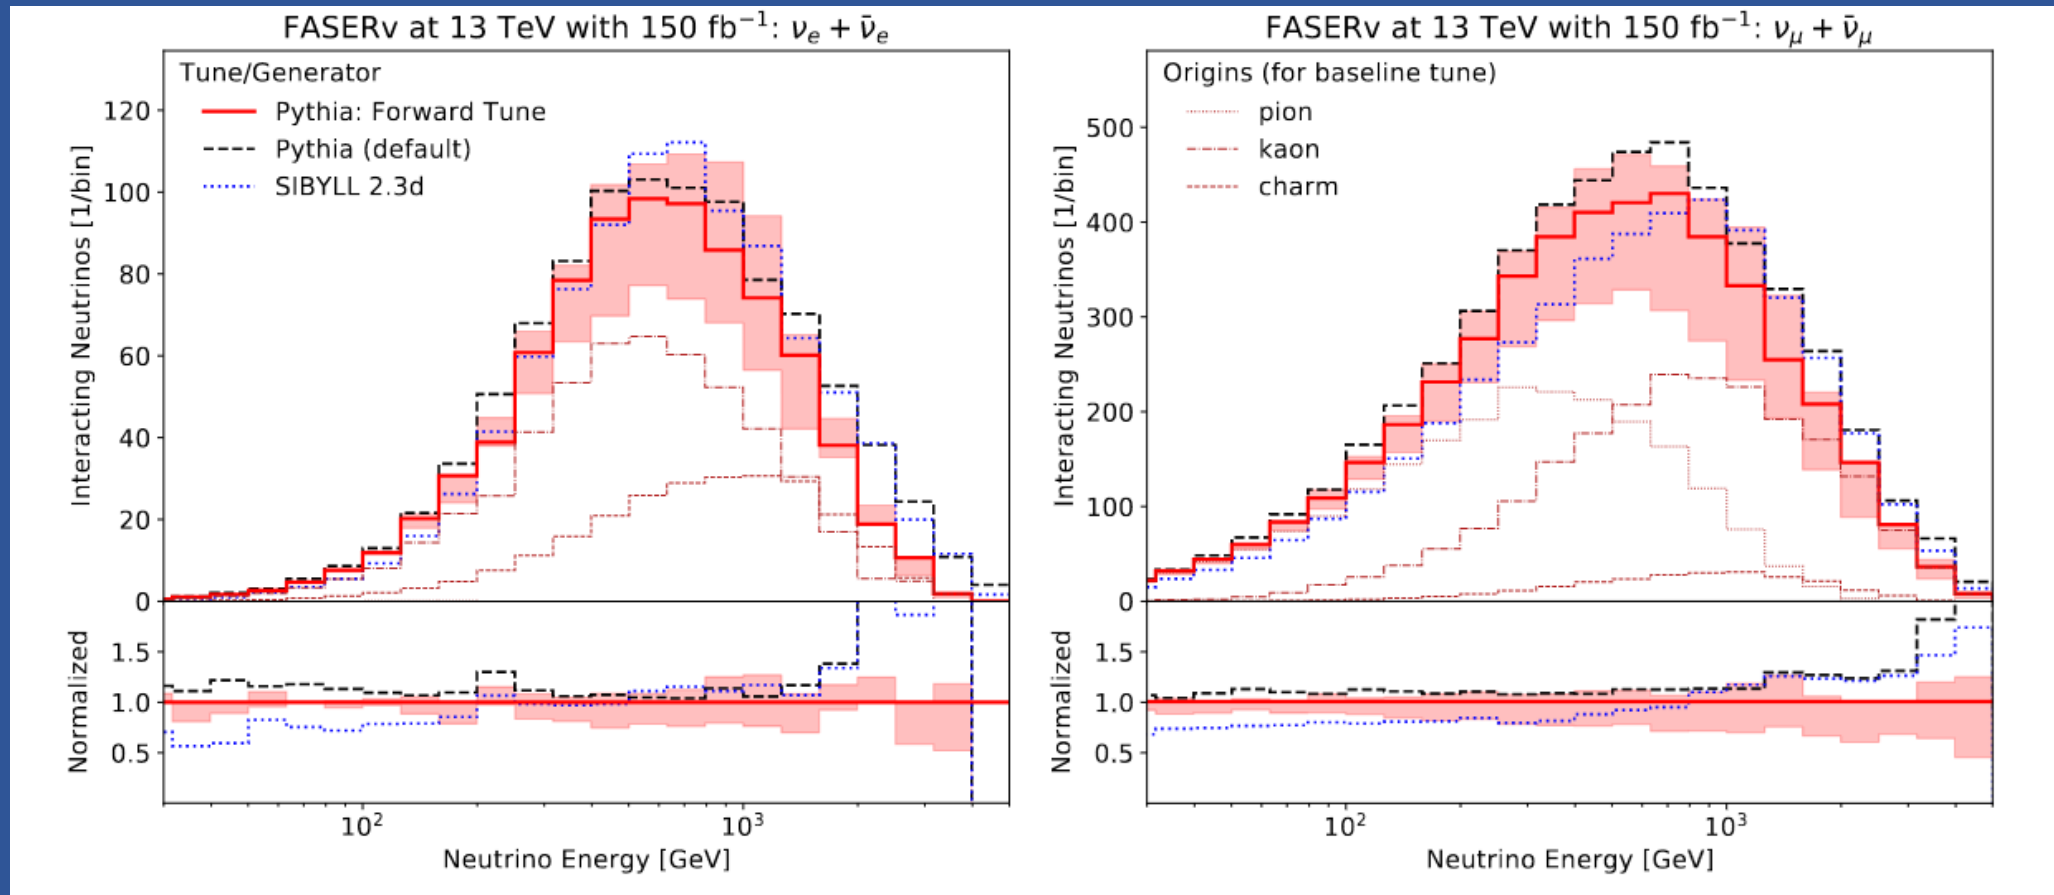 FASERν at 13 TeV with 150 fb⁻¹: νₑ + ν̄ₑ
Tune/Generator
Pythia: Forward Tune
Pythia (default)
SIBYLL 2.3d
Interacting Neutrinos [1/bin]
120
100
80
60
40
20
0
Normalized
1.5
1.0
0.5
10²
10³
Neutrino Energy [GeV]
FASERν at 13 TeV with 150 fb⁻¹: ν_μ + ν̄_μ
Origins (for baseline tune)
pion
kaon
charm
Interacting Neutrinos [1/bin]
500
400
300
200
100
0
Normalized
1.5
1.0
0.5
10²
10³
Neutrino Energy [GeV]